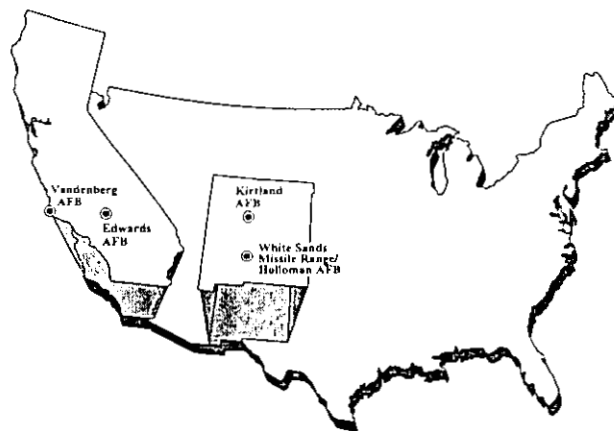 Vandenberg
AFB
Edwards
AFB
Kirtland
AFB
White Sands
Missile Range/
Holloman AFB